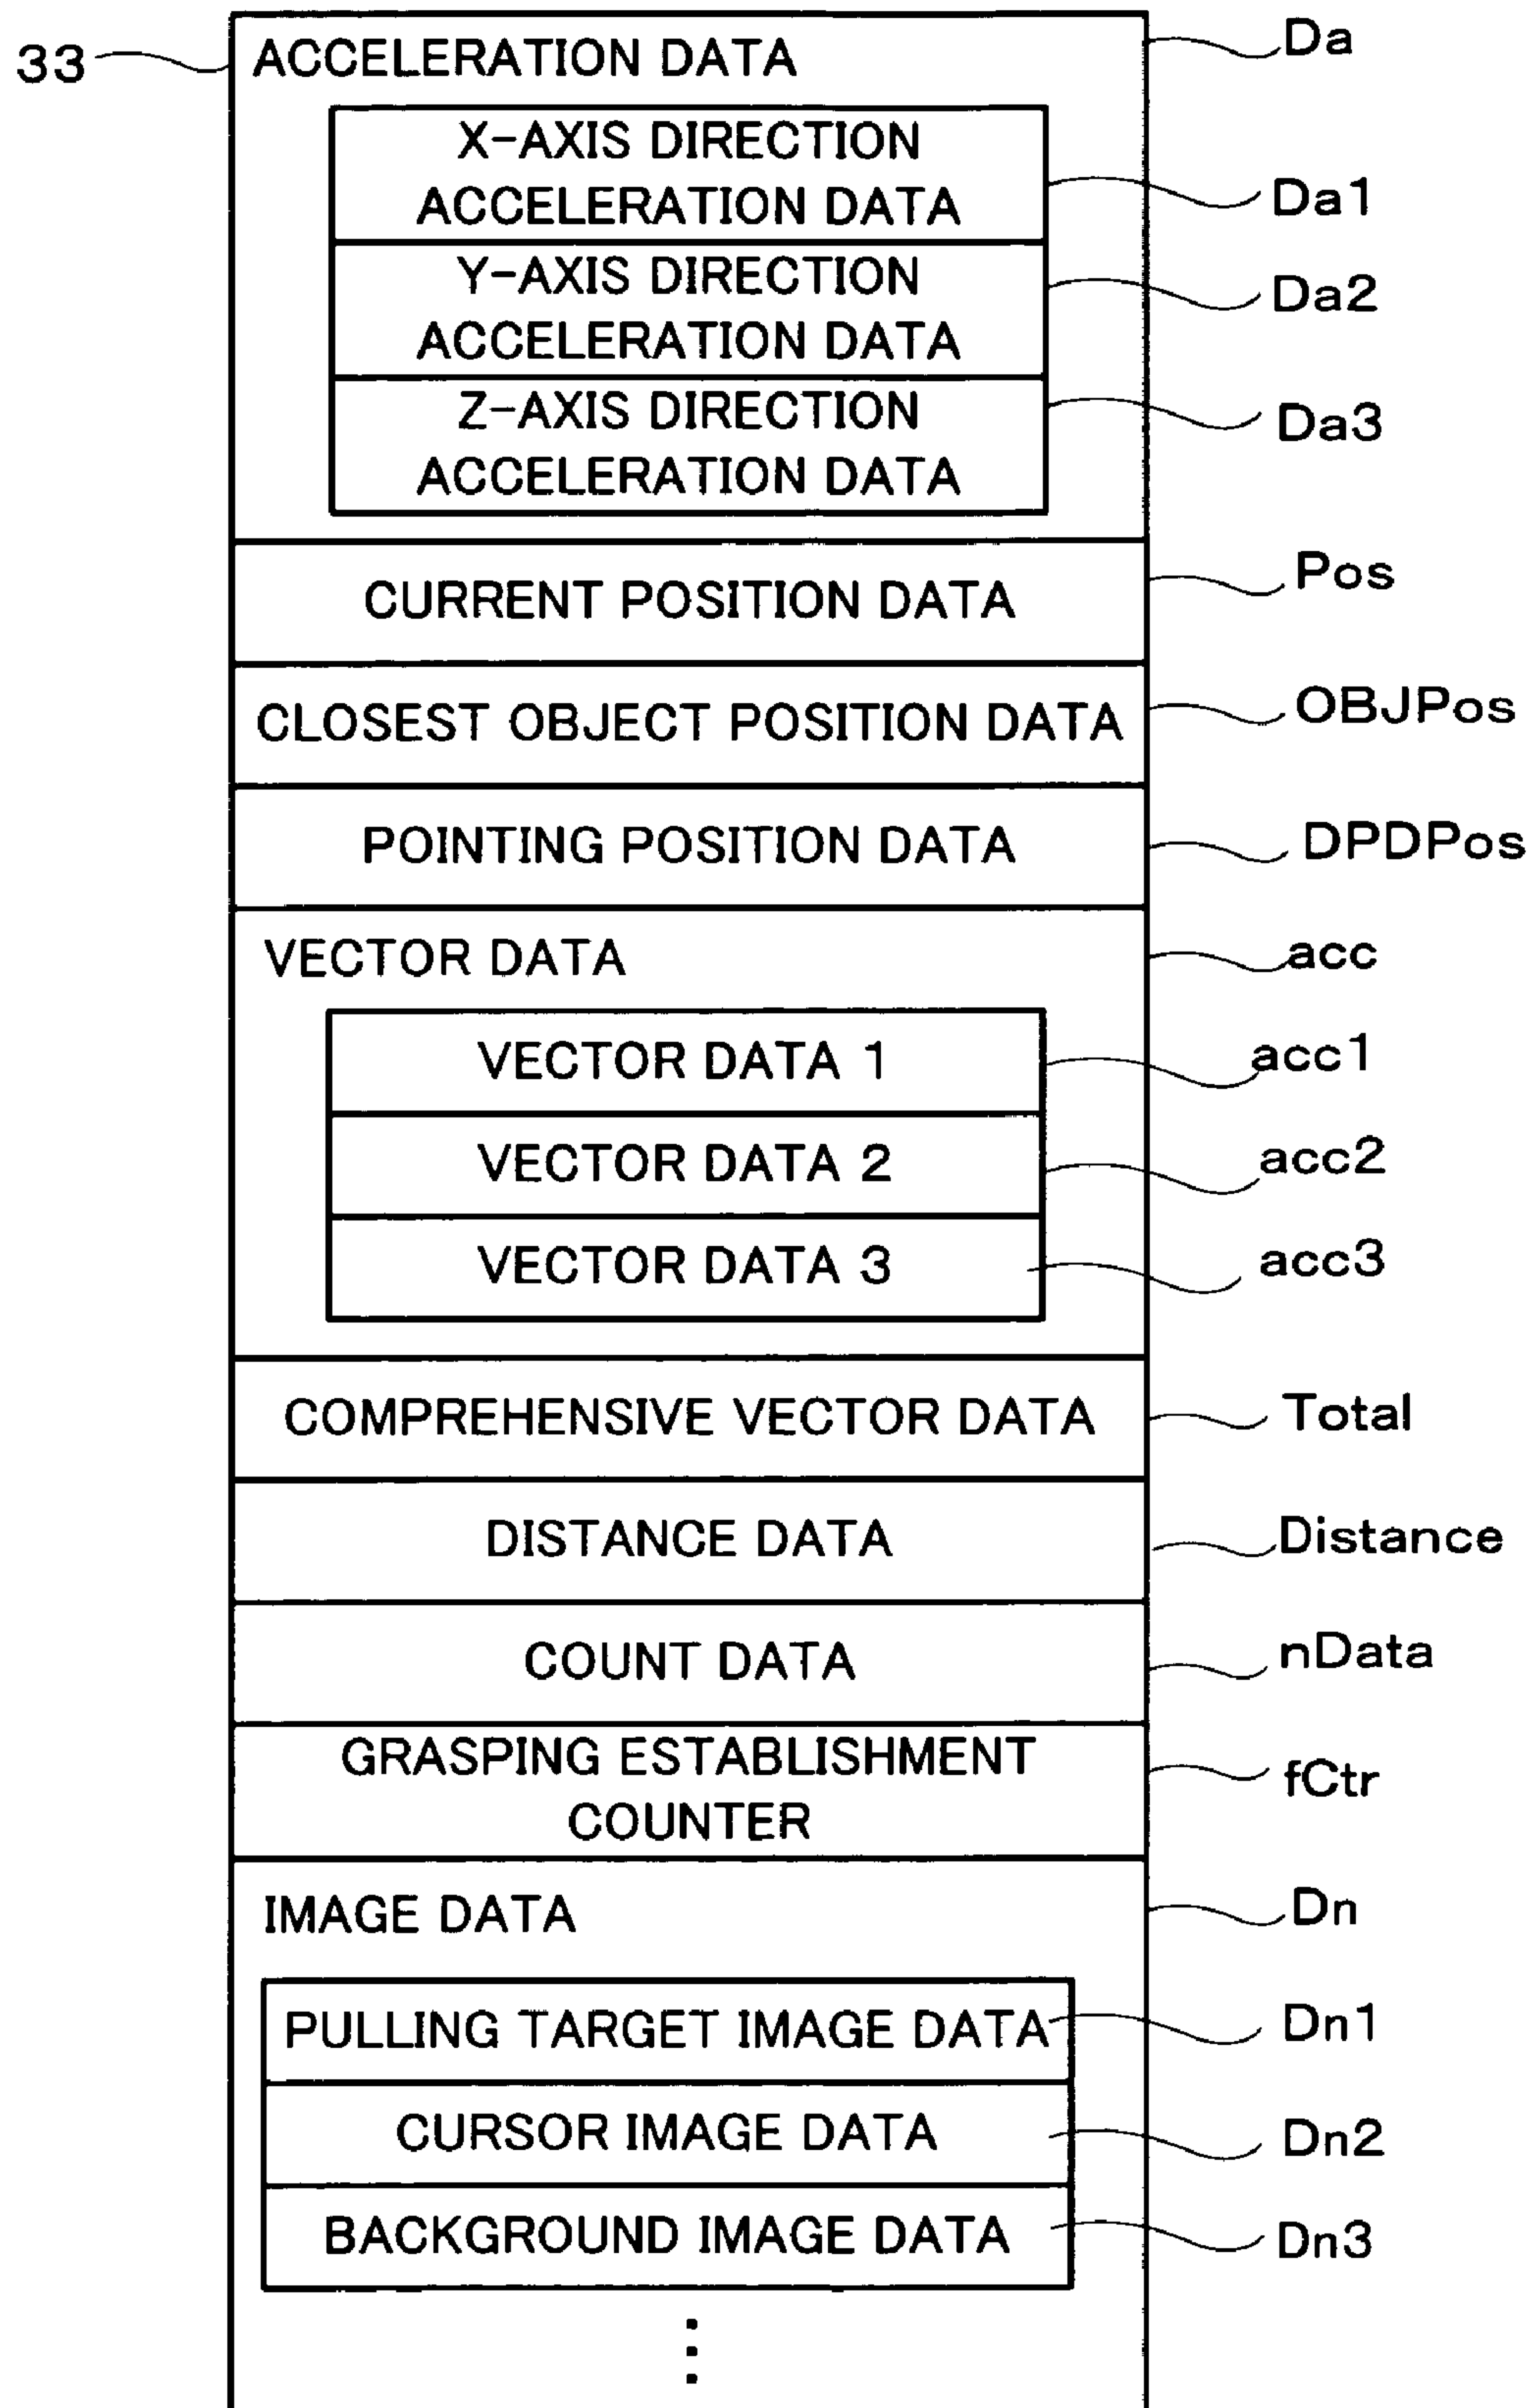 33
ACCELERATION DATA
Da
X-AXIS DIRECTION
ACCELERATION DATA
Da1
Y-AXIS DIRECTION
ACCELERATION DATA
Da2
Z-AXIS DIRECTION
ACCELERATION DATA
Da3
CURRENT POSITION DATA
Pos
CLOSEST OBJECT POSITION DATA
OBJPos
POINTING POSITION DATA
DPDPos
VECTOR DATA
acc
VECTOR DATA 1
acc1
VECTOR DATA 2
acc2
VECTOR DATA 3
acc3
COMPREHENSIVE VECTOR DATA
Total
DISTANCE DATA
Distance
COUNT DATA
nData
GRASPING ESTABLISHMENT
COUNTER
fCtr
IMAGE DATA
Dn
PULLING TARGET IMAGE DATA
Dn1
CURSOR IMAGE DATA
Dn2
BACKGROUND IMAGE DATA
Dn3